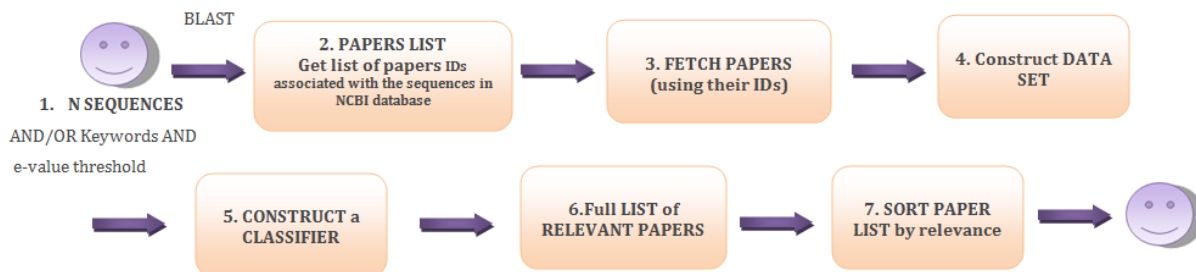 BLAST
1. N SEQUENCES
AND/OR Keywords AND
e-value threshold
2. PAPERS LIST
Get list of papers IDs
associated with the sequences in
NCBI database
3. FETCH PAPERS
(using their IDs)
4. Construct DATA
SET
5. CONSTRUCT a
CLASSIFIER
6.Full LIST of
RELEVANT PAPERS
7. SORT PAPER
LIST by relevance